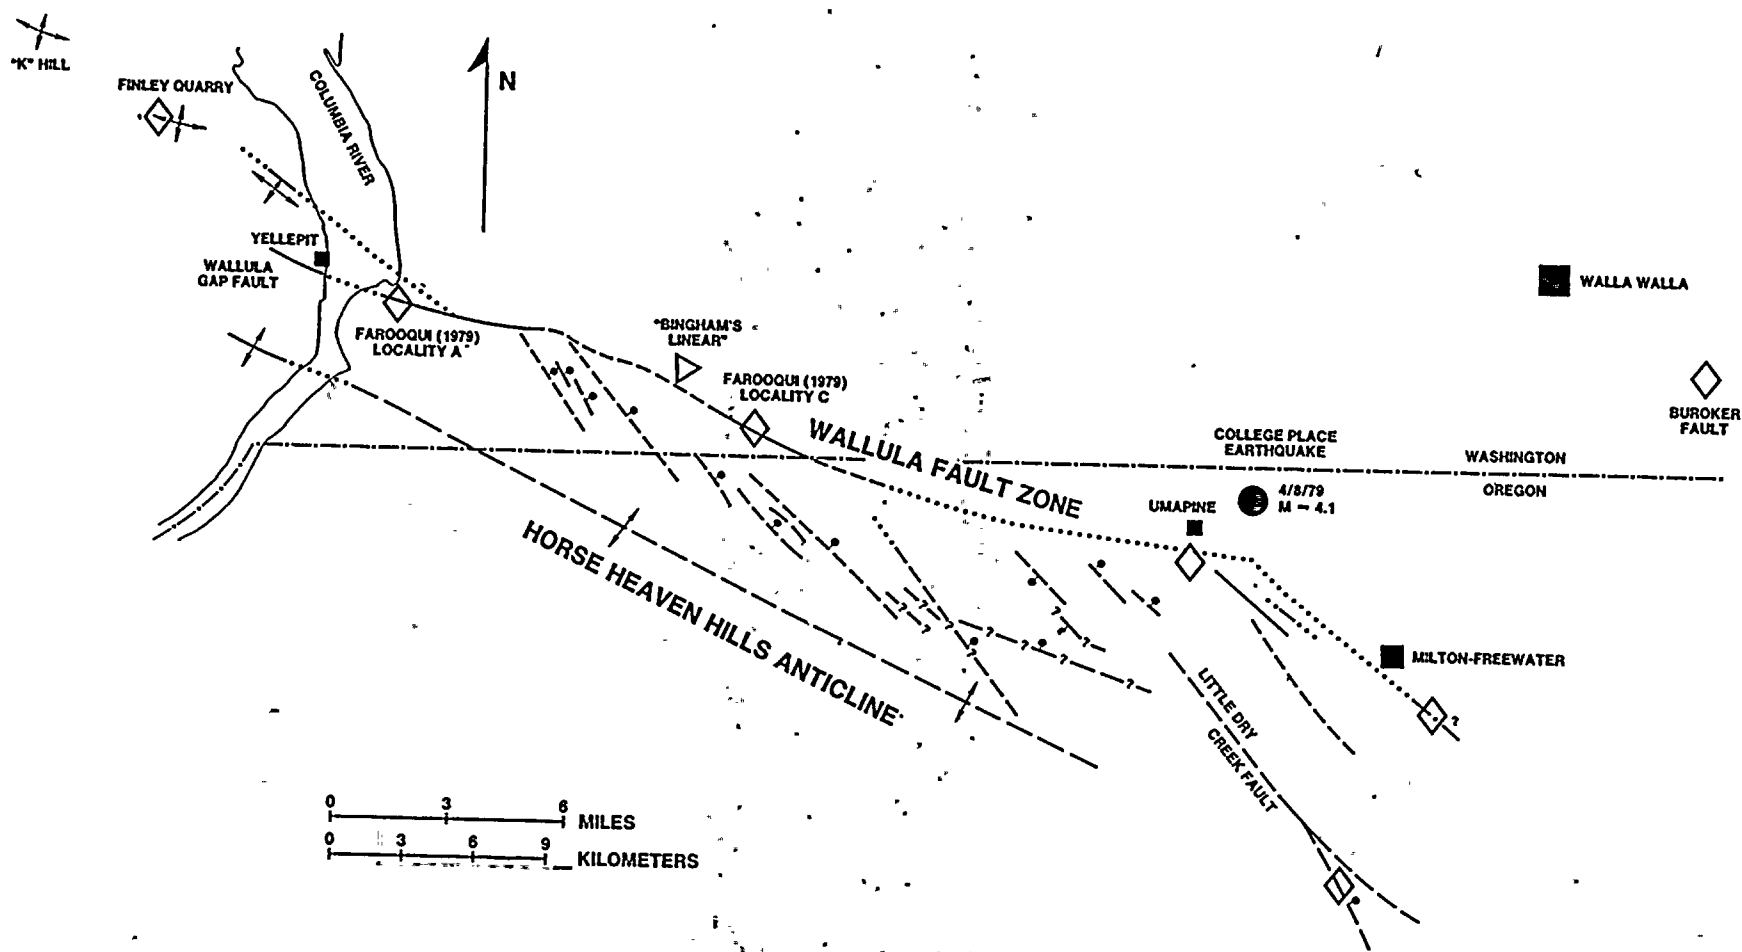 "K" HILL
FINLEY QUARRY
COLUMBIA RIVER
N
YELLEPIT
WALLULA
GAP FAULT
WALLA WALLA
FAROOQUI (1979)
LOCALITY A
"BINGHAM'S
LINEAR"
FAROOQUI (1979)
LOCALITY C
BUROKER
FAULT
WALLULA FAULT ZONE
COLLEGE PLACE
EARTHQUAKE
WASHINGTON
OREGON
4/8/79
M - 4.1
UMAPINE
HORSE HEAVEN HILLS ANTICLINE
?
?
?
?
?
?
?
?
?
?
?
MILTON-FREEWATER
?
LITTLE DRY
CREEK FAULT
0 3 6
MILES
0 3 6 9
KILOMETERS